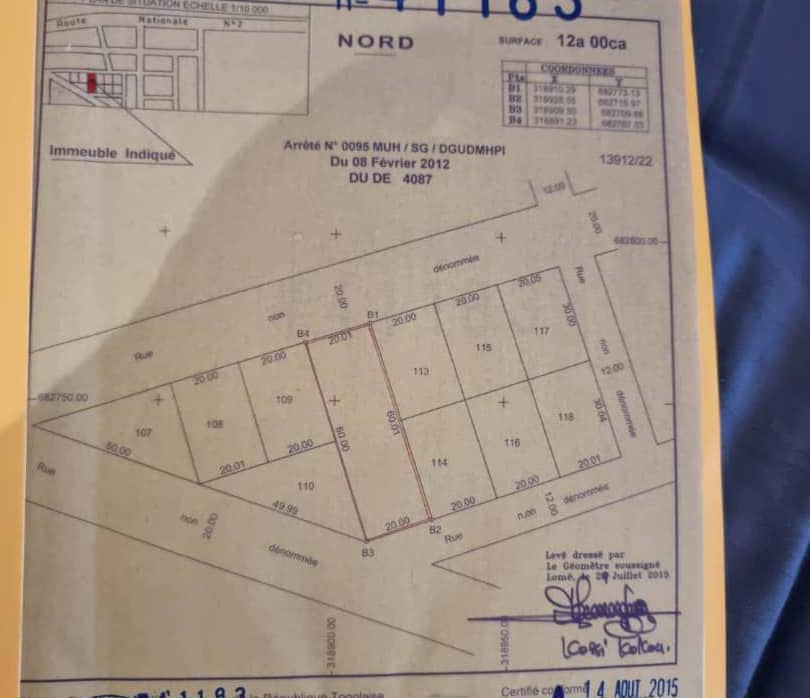 PLAN DE SITUATION ECHELLE 1/10 000
Route Nationale N°2
Immeuble Indiqué
NORD
SURFACE 12a 00ca
COORDONNEES
Pts X Y
B1
B2
B3
B4
Arrêté N° 0095 MUH / SG / DGUDMHPI
Du 08 Février 2012
DU DE 4087
13912/22
12.00
20.00
682800.00
dénommée
20.00
non
Rue
B4
20.01
B1
20.00
20.00
20.05
Rue
30.00
non
12.00
dénommée
682750.00
20.00
20.00
107
108
109
113
115
117
50.00
20.01
20.00
60.00
60.01
110
114
116
118
30.04
49.99
20.00
20.00
20.00
20.01
B3
B2
Rue
non
12.00
dénommée
Rue
non
20.00
dénommée
318900.00
318950.00
Levé dressé par
Le Géomètre soussigné
Juillet 2015
République Togolaise
Certifié conforme
14 AOUT 2015